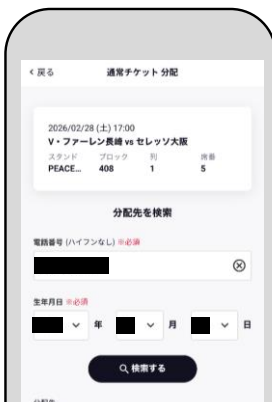 く戻る 通常チケット 分配
2026/02/28 (土) 17:00
V・ファーレン長崎 vs セレッソ大阪
スタンド ブロック 列 席番
PEACE... 408 1 5
分配先を検索
電話番号 (ハイフンなし) ※必須
生年月日 ※必須
年 月 日
検索する
分配先